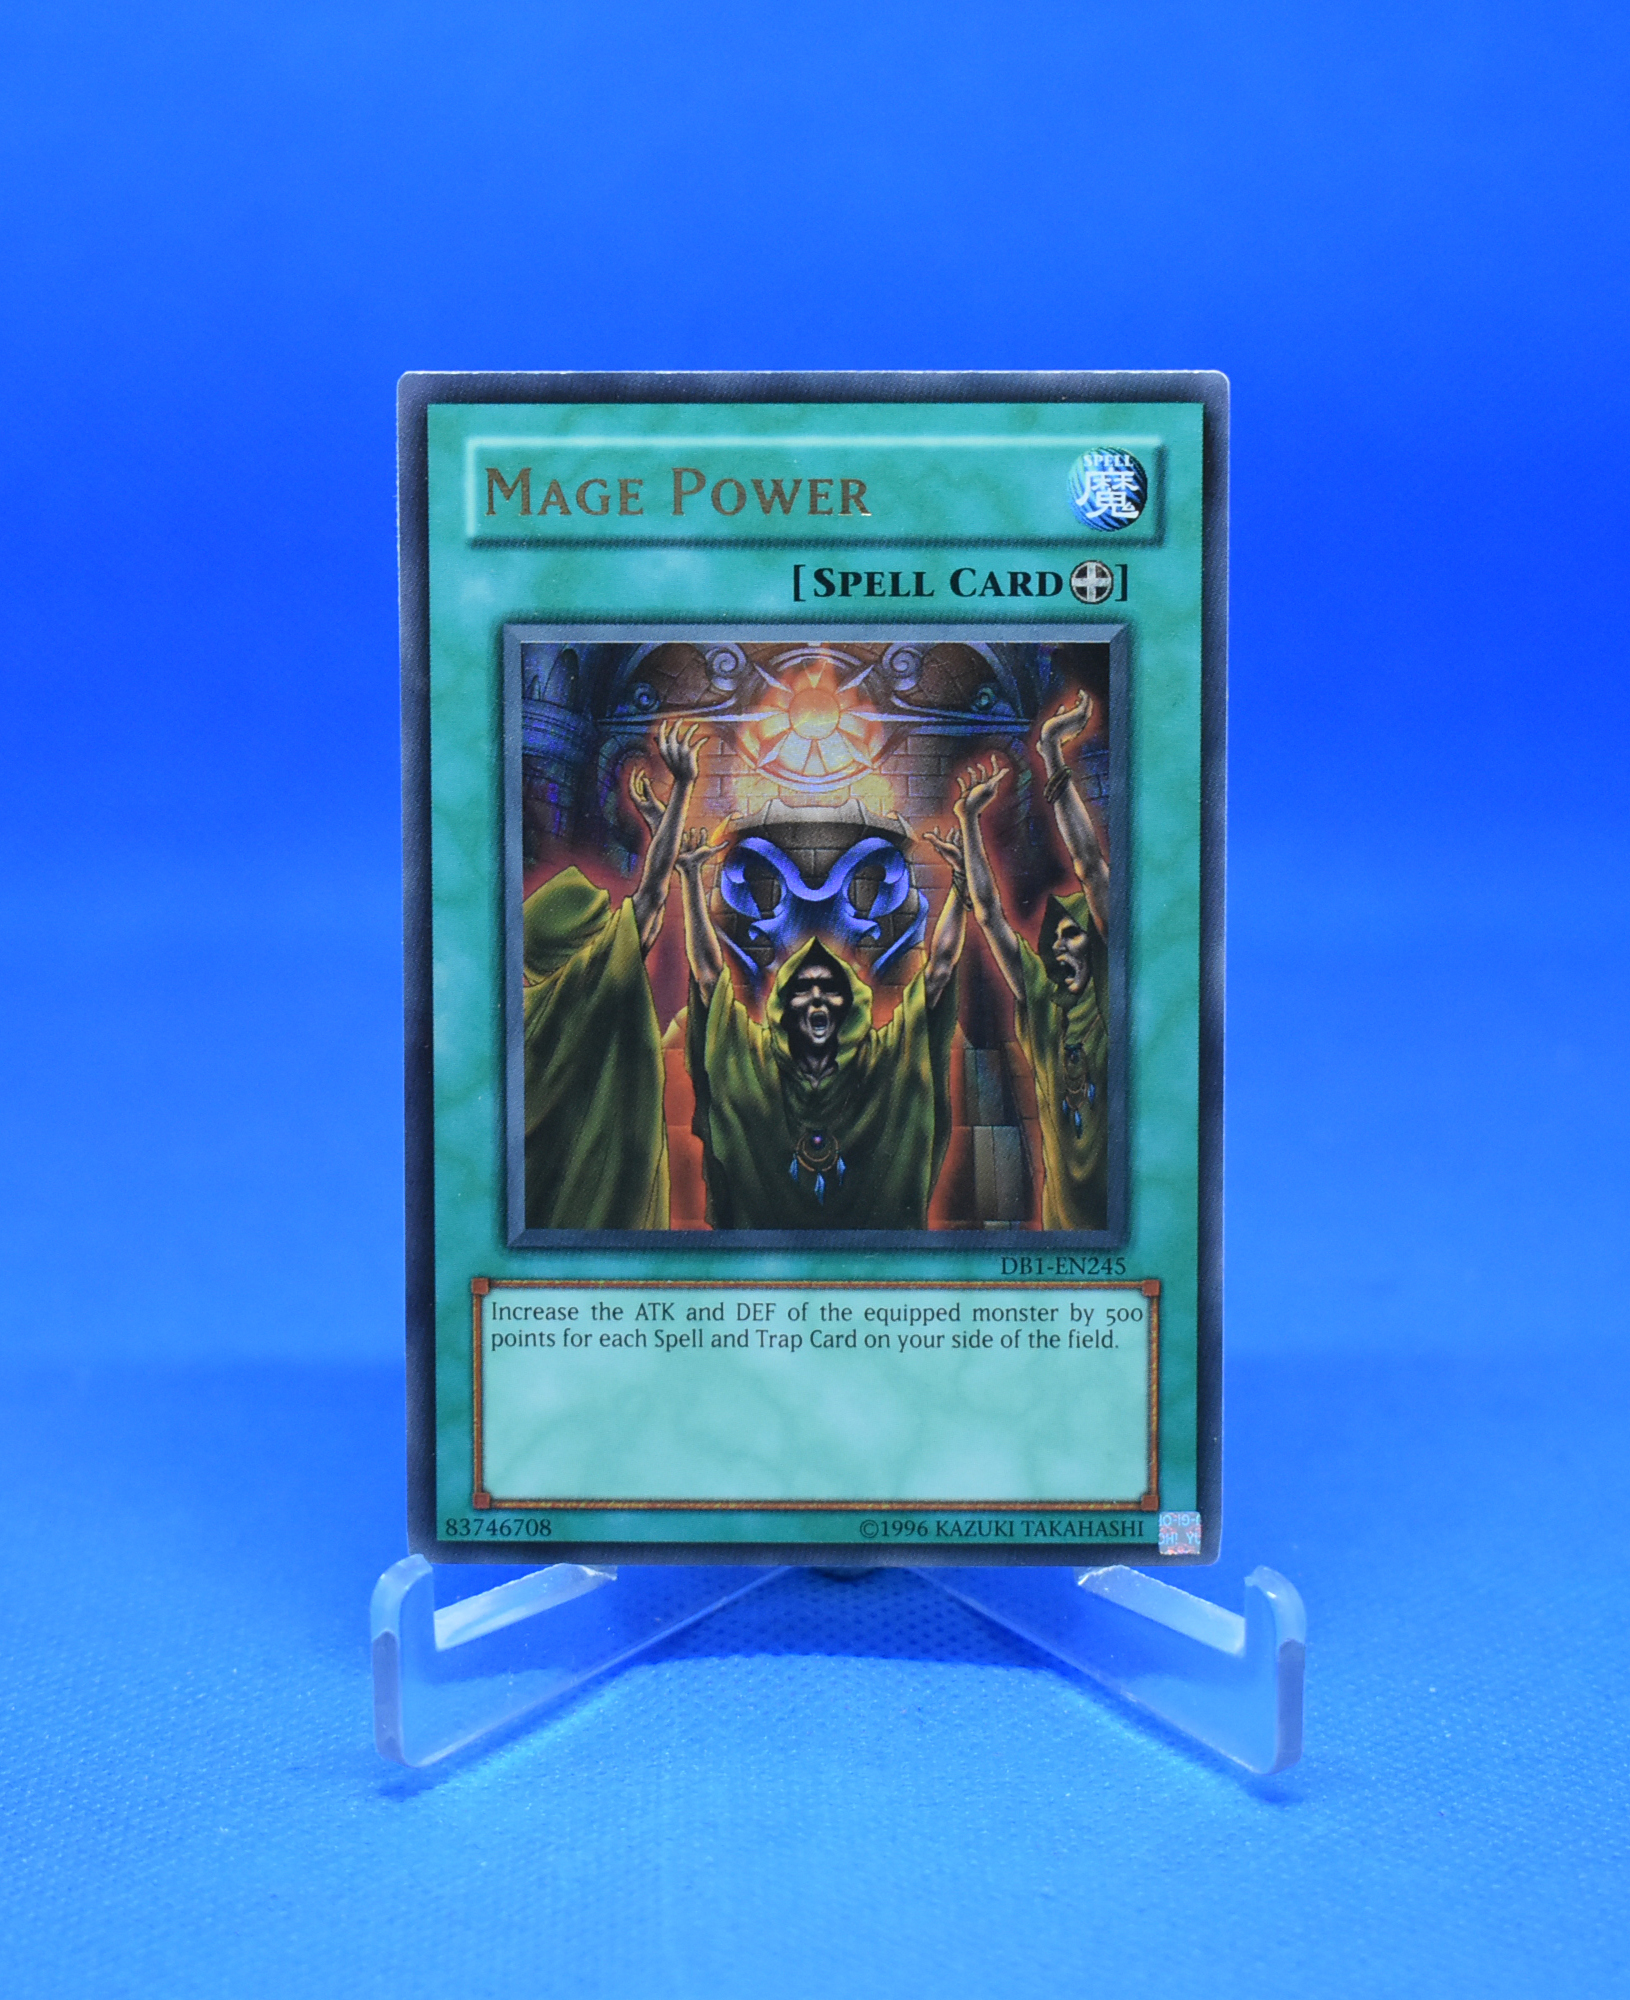 MAGE POWER
SPELL
魔
[SPELL CARD]
DB1-EN245
Increase the ATK and DEF of the equipped monster by 500
points for each Spell and Trap Card on your side of the field.
83746708
©1996 KAZUKI TAKAHASHI